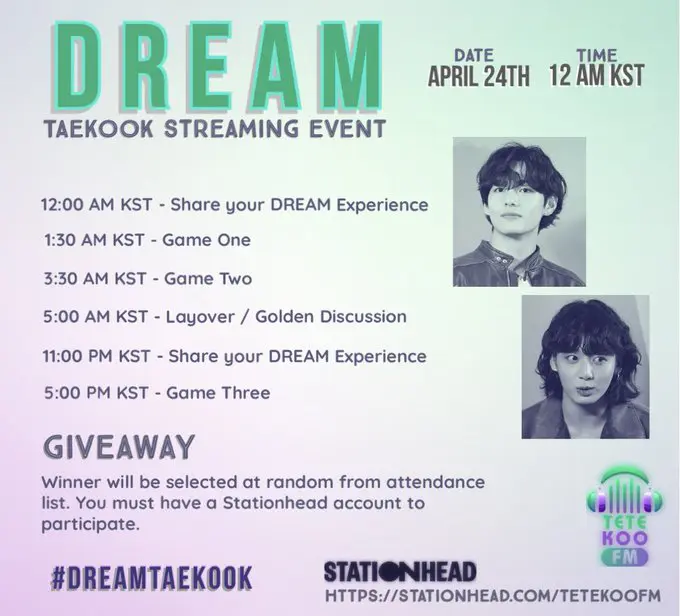 DREAM
TAEKOOK STREAMING EVENT
DATE
APRIL 24TH
TIME
12 AM KST
12:00 AM KST - Share your DREAM Experience
1:30 AM KST - Game One
3:30 AM KST - Game Two
5:00 AM KST - Layover / Golden Discussion
11:00 PM KST - Share your DREAM Experience
5:00 PM KST - Game Three
GIVEAWAY
Winner will be selected at random from attendance
list. You must have a Stationhead account to
participate.
TETE
KOO
FM
#DREAMTAEKOOK
STATIONHEAD
HTTPS://STATIONHEAD.COM/TETEKOOFM